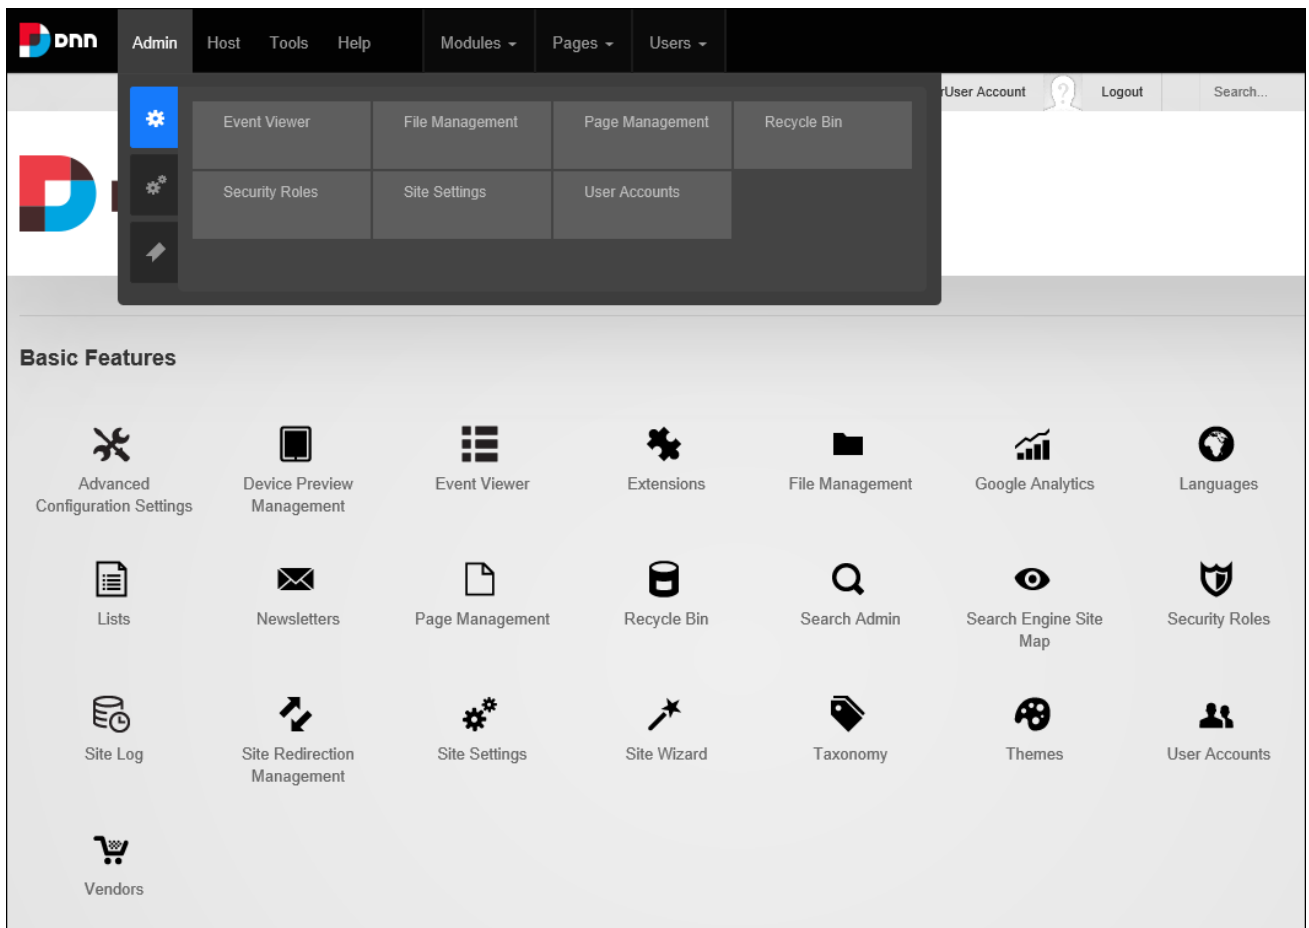 DNN Admin Host Tools Help Modules Pages Users
User Account Logout Search...
Event Viewer File Management Page Management Recycle Bin
Security Roles Site Settings User Accounts
Basic Features
Advanced Device Preview Event Viewer Extensions File Management Google Analytics Languages
Configuration Settings Management
Lists Newsletters Page Management Recycle Bin Search Admin Search Engine Site Security Roles
Map
Site Log Site Redirection Site Settings Site Wizard Taxonomy Themes User Accounts
Management
Vendors